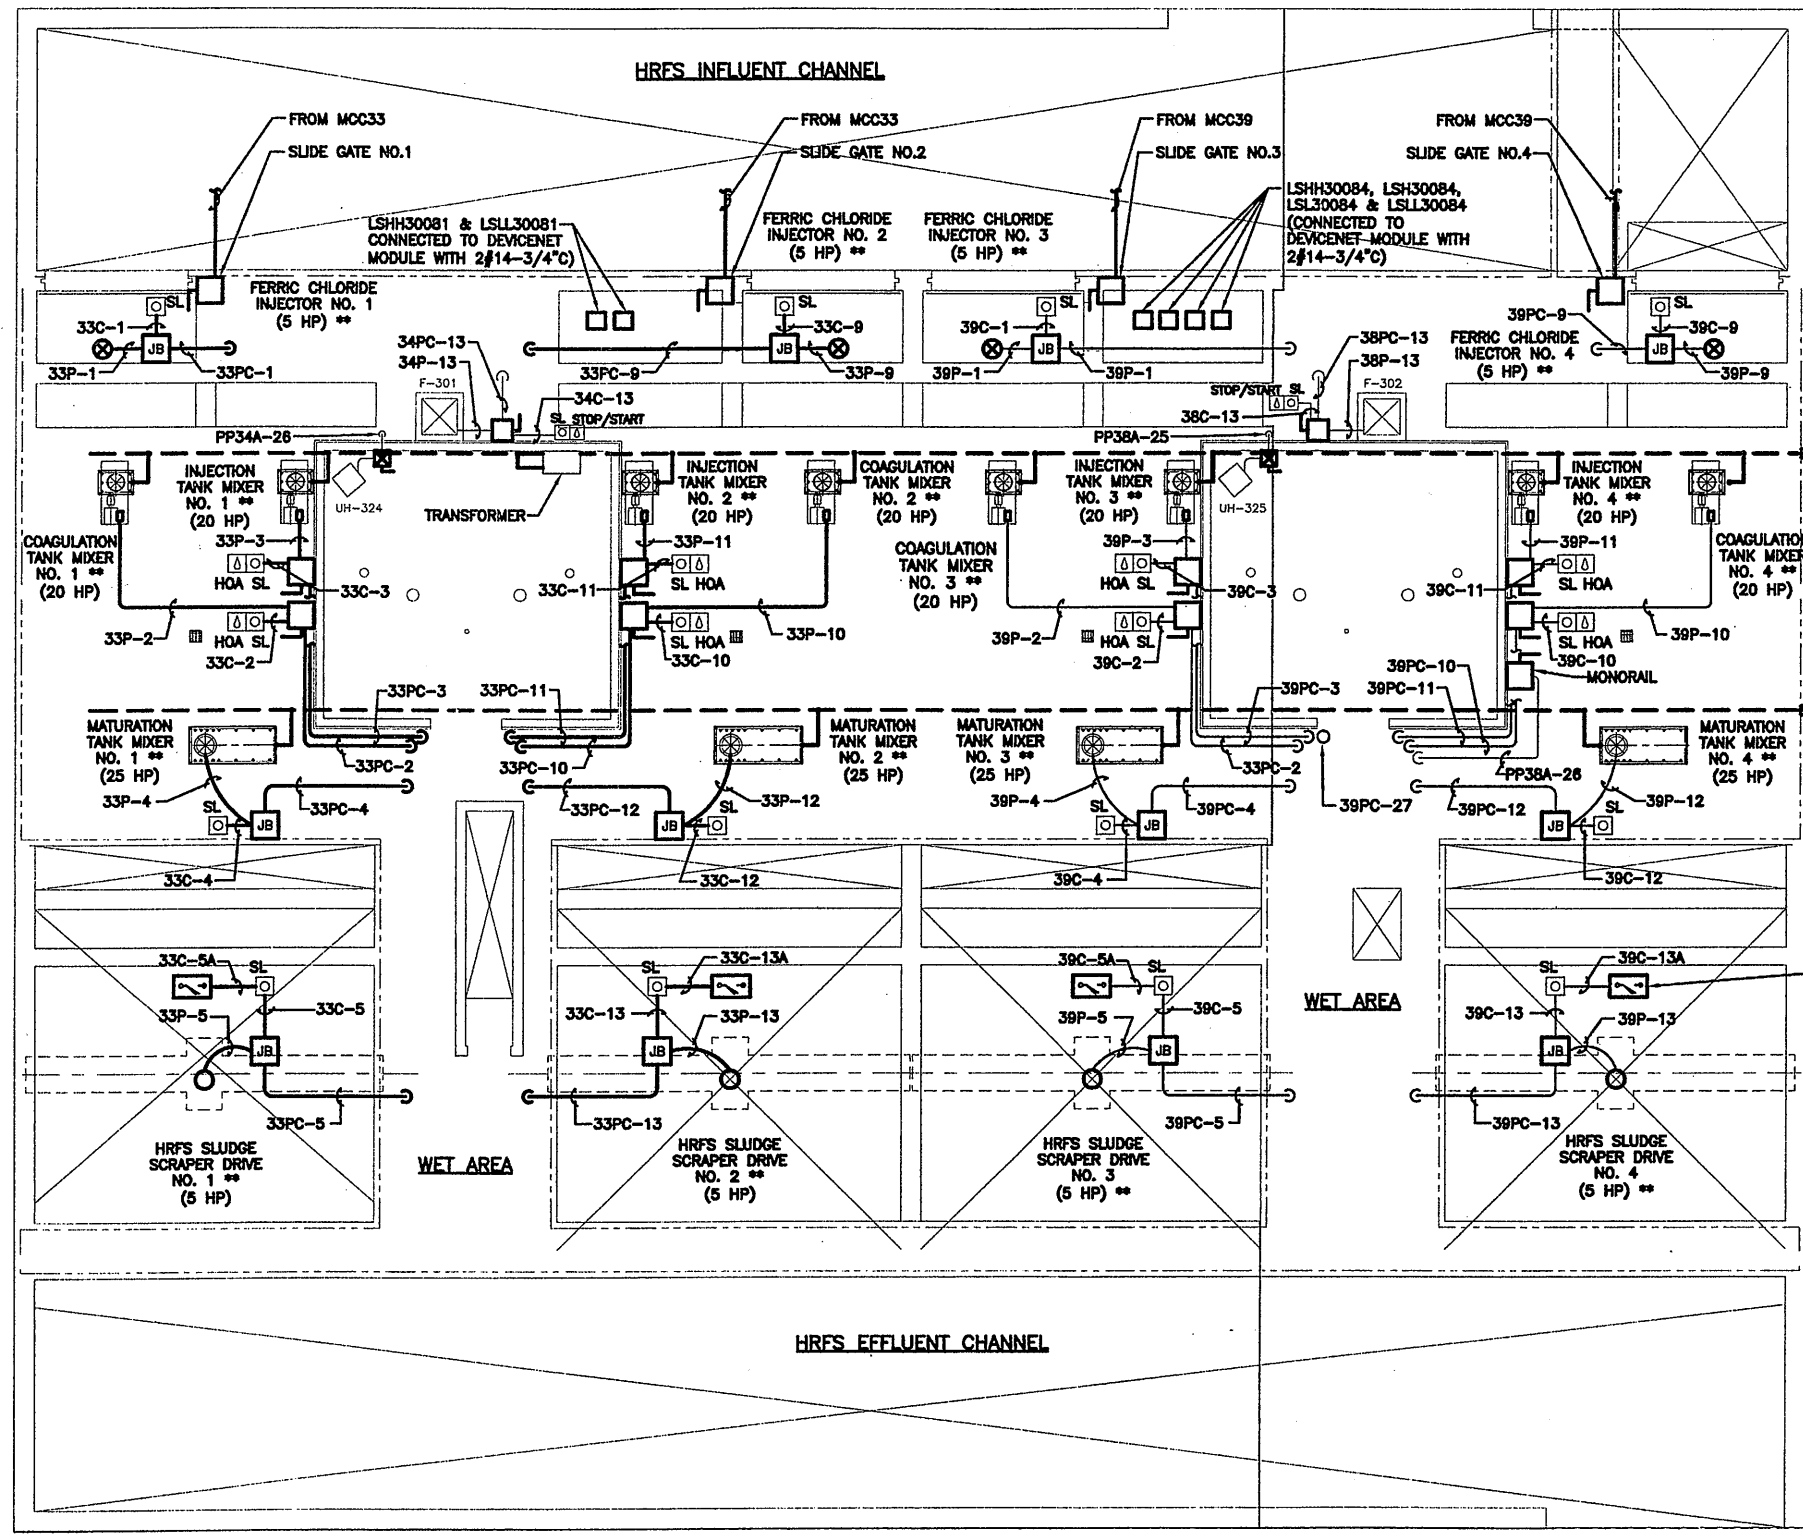 HRFS INFLUENT CHANNEL
FROM MCC33
SLIDE GATE NO.1
FROM MCC33
SLIDE GATE NO.2
FROM MCC39
SLIDE GATE NO.3
FROM MCC39
SLIDE GATE NO.4
LSHH30081 & LSLL30081
CONNECTED TO DEVICENET
MODULE WITH 2#14-3/4"C)
FERRIC CHLORIDE
INJECTOR NO. 2
(5 HP) **
FERRIC CHLORIDE
INJECTOR NO. 3
(5 HP) **
LSHH30084, LSH30084,
LSL30084 & LSLL30084
(CONNECTED TO
DEVICENET MODULE WITH
2#14-3/4"C)
FERRIC CHLORIDE
INJECTOR NO. 1
(5 HP) **
SL
33C-1
JB
33P-1
33PC-1
SL
33C-9
JB
33PC-9
33P-9
SL
39C-1
JB
39P-1
39P-1
39PC-9
SL
39C-9
JB
39P-9
FERRIC CHLORIDE
INJECTOR NO. 4
(5 HP) **
34PC-13
34P-13
F-301
34C-13
SL STOP/START
PP34A-26
38PC-13
38P-13
STOP/START SL
F-302
38C-13
PP38A-25
INJECTION
TANK MIXER
NO. 1 **
(20 HP)
UH-324
TRANSFORMER
INJECTION
TANK MIXER
NO. 2 **
(20 HP)
COAGULATION
TANK MIXER
NO. 2 **
(20 HP)
INJECTION
TANK MIXER
NO. 3 **
(20 HP)
UH-325
INJECTION
TANK MIXER
NO. 4 **
(20 HP)
COAGULATION
TANK MIXER
NO. 1 **
(20 HP)
COAGULATION
TANK MIXER
NO. 3 **
(20 HP)
COAGULATION
TANK MIXER
NO. 4 **
(20 HP)
33P-3
HOA SL
33C-3
33P-2
HOA SL
33C-2
33P-11
33C-11
SL HOA
33P-10
SL HOA
33C-10
39P-3
HOA SL
39C-3
39P-2
HOA SL
39C-2
39P-11
39C-11
SL HOA
39P-10
SL HOA
39C-10
MONORAIL
33PC-3
33PC-11
39PC-3
39PC-10
39PC-11
MATURATION
TANK MIXER
NO. 1 **
(25 HP)
33PC-2
33PC-10
MATURATION
TANK MIXER
NO. 2 **
(25 HP)
MATURATION
TANK MIXER
NO. 3 **
(25 HP)
33PC-2
PP38A-26
MATURATION
TANK MIXER
NO. 4 **
(25 HP)
33P-4
SL
JB
33PC-4
33C-4
33PC-12
JB
SL
33P-12
33C-12
39P-4
SL
JB
39PC-4
39C-4
39PC-27
39PC-12
JB
SL
39P-12
39C-12
33C-5A
SL
33P-5
33C-5
JB
33PC-5
SL
33C-13A
33C-13
33P-13
JB
33PC-13
39C-5A
SL
39P-5
39C-5
JB
39PC-5
SL
39C-13A
39C-13
39P-13
JB
39PC-13
WET AREA
HRFS SLUDGE
SCRAPER DRIVE
NO. 1 **
(5 HP)
WET AREA
HRFS SLUDGE
SCRAPER DRIVE
NO. 2 **
(5 HP)
HRFS SLUDGE
SCRAPER DRIVE
NO. 3
(5 HP) **
HRFS SLUDGE
SCRAPER DRIVE
NO. 4
(5 HP) **
HRFS EFFLUENT CHANNEL